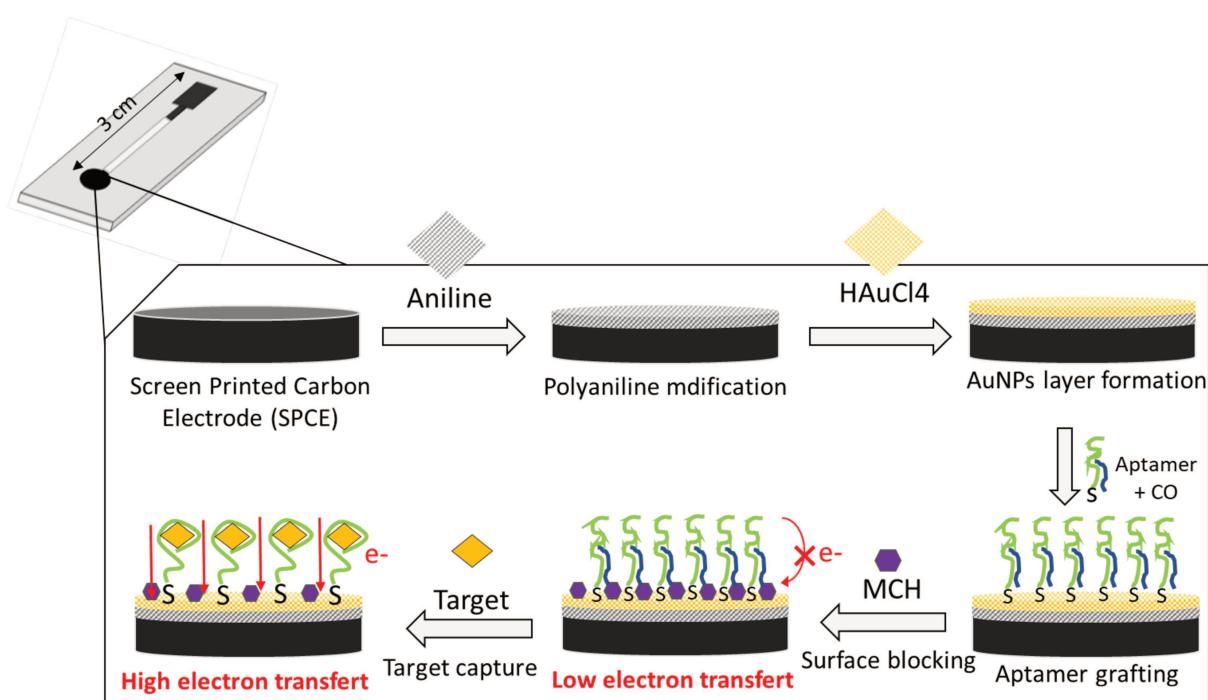 3 cm
Aniline
HAuCl4
Screen Printed Carbon
Electrode (SPCE)
Polyaniline mdification
AuNPs layer formation
Aptamer
+ CO
S
S S S S S S
Aptamer grafting
MCH
Surface blocking
e-
S S S S S S
Low electron transfert
Target
Target capture
e-
S S S S
High electron transfert